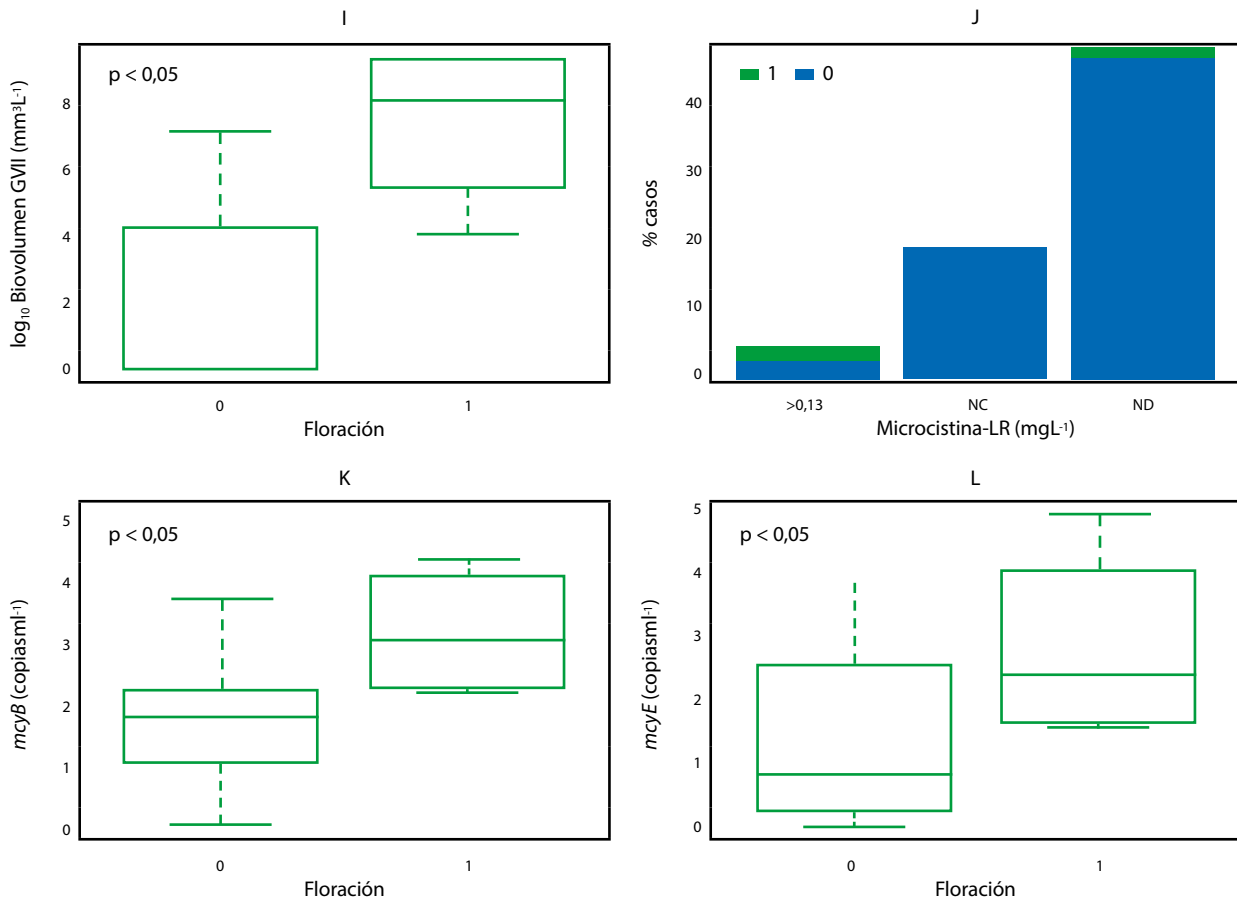 I
p < 0,05
log₁₀ Biovolumen GVII (mm³L⁻¹)
8
6
4
2
0
0 1
Floración
J
1 0
% casos
40
30
20
10
0
>0,13 NC ND
Microcistina-LR (mgL⁻¹)
K
p < 0,05
mcyB (copiasml⁻¹)
5
4
3
2
1
0
0 1
Floración
L
p < 0,05
mcyE (copiasml⁻¹)
5
4
3
2
1
0
0 1
Floración